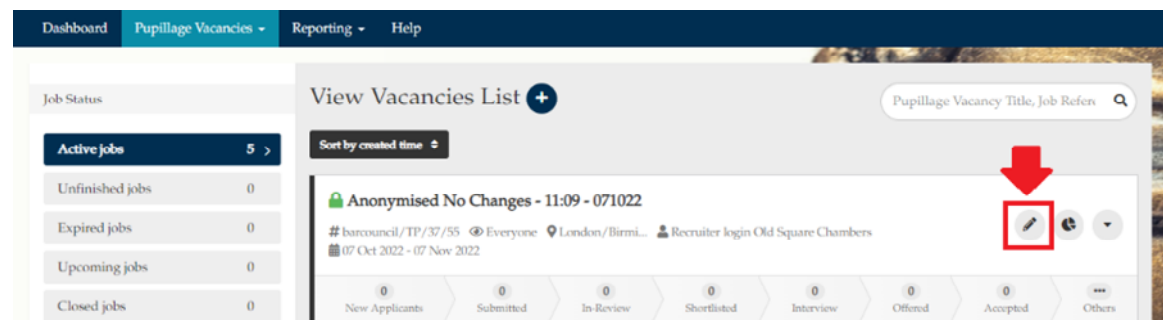 Dashboard Pupillage Vacancies Reporting Help
Job Status
View Vacancies List
Pupillage Vacancy Title, Job Refere
Sort by created time
Active jobs 5
Unfinished jobs 0
Expired jobs 0
Upcoming jobs 0
Closed jobs 0
Anonymised No Changes - 11:09 - 071022
# barcouncil/TP/37/55 Everyone London/Birmi... Recruiter login Old Square Chambers
07 Oct 2022 - 07 Nov 2022
0 0 0 0 0 0 0 ...
New Applicants Submitted In-Review Shortlisted Interview Offered Accepted Others